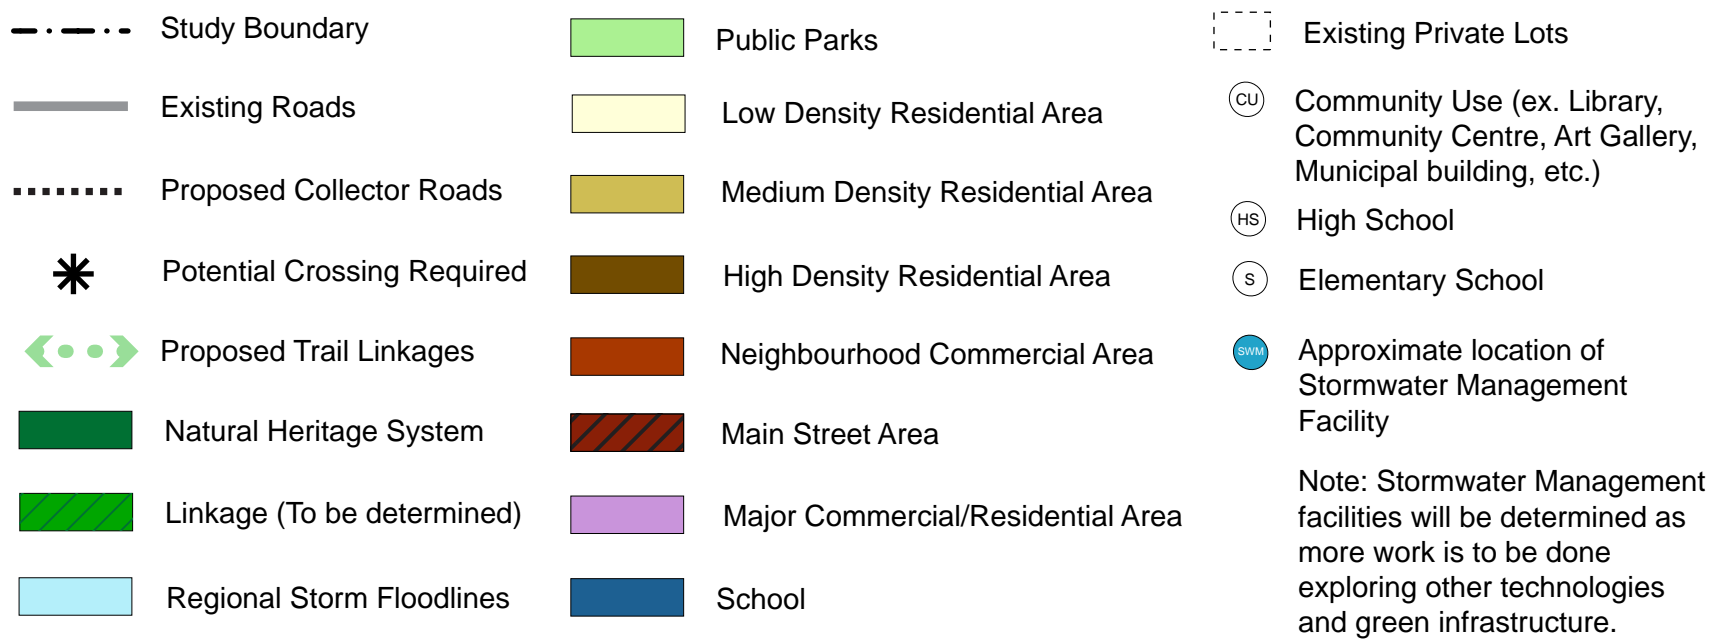 Study Boundary
Existing Roads
Proposed Collector Roads
Potential Crossing Required
Proposed Trail Linkages
Natural Heritage System
Linkage (To be determined)
Regional Storm Floodlines
Public Parks
Low Density Residential Area
Medium Density Residential Area
High Density Residential Area
Neighbourhood Commercial Area
Main Street Area
Major Commercial/Residential Area
School
Existing Private Lots
CU
Community Use (ex. Library,
Community Centre, Art Gallery,
Municipal building, etc.)
HS
High School
S
Elementary School
SWM
Approximate location of
Stormwater Management
Facility
Note: Stormwater Management
facilities will be determined as
more work is to be done
exploring other technologies
and green infrastructure.